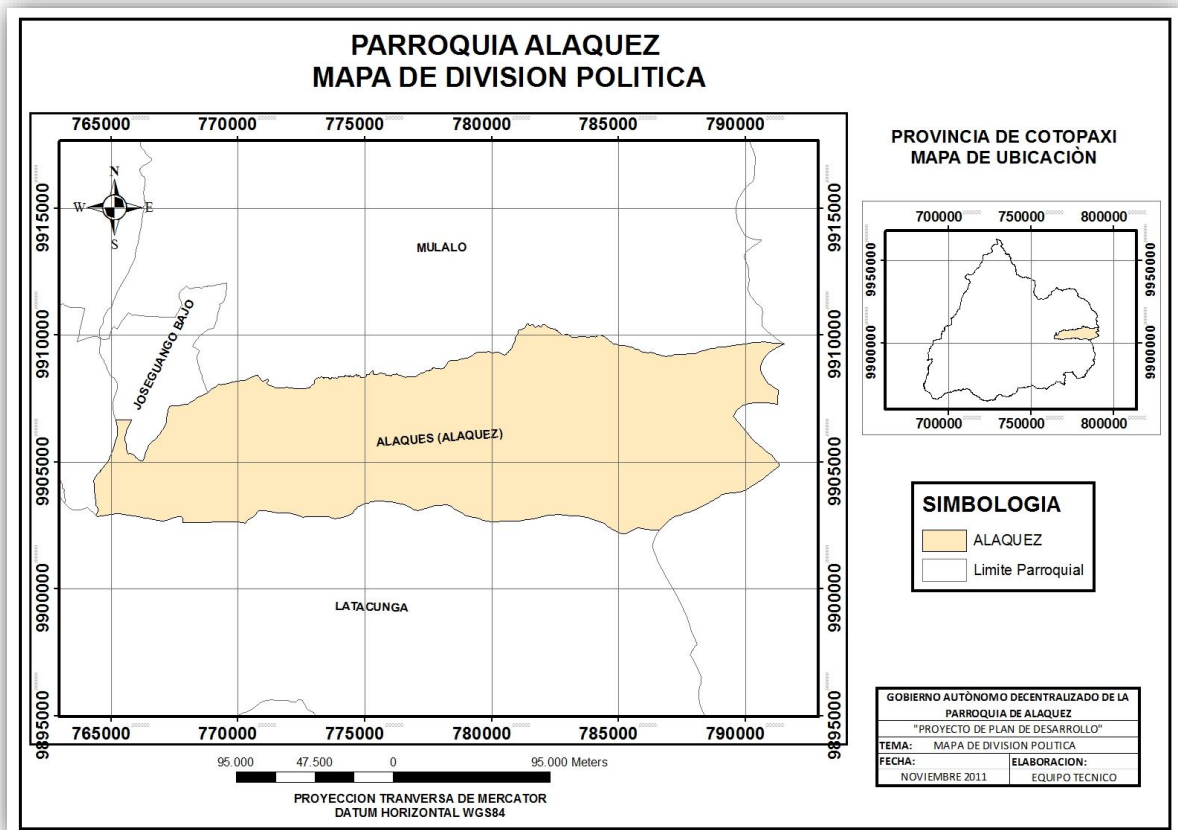 PARROQUIA ALAQUEZ
MAPA DE DIVISION POLITICA
765000 770000 775000 780000 785000 790000
9915000
9910000
9905000
9900000
9895000
N
W E
S
MULALO
JOSEGUANGO BAJO
ALAQUES (ALAQUEZ)
LATACUNGA
9915000
9910000
9905000
9900000
9895000
765000 770000 775000 780000 785000 790000
95.000 47.500 0 95.000 Meters
PROYECCION TRANVERSA DE MERCATOR
DATUM HORIZONTAL WGS84
PROVINCIA DE COTOPAXI
MAPA DE UBICACIÒN
700000 750000 800000
9950000
9900000
9950000
9900000
700000 750000 800000
SIMBOLOGIA
ALAQUEZ
Limite Parroquial
GOBIERNO AUTÒNOMO DECENTRALIZADO DE LA
PARROQUIA DE ALAQUEZ
"PROYECTO DE PLAN DE DESARROLLO"
TEMA: MAPA DE DIVISION POLITICA
FECHA: ELABORACION:
NOVIEMBRE 2011 EQUIPO TECNICO